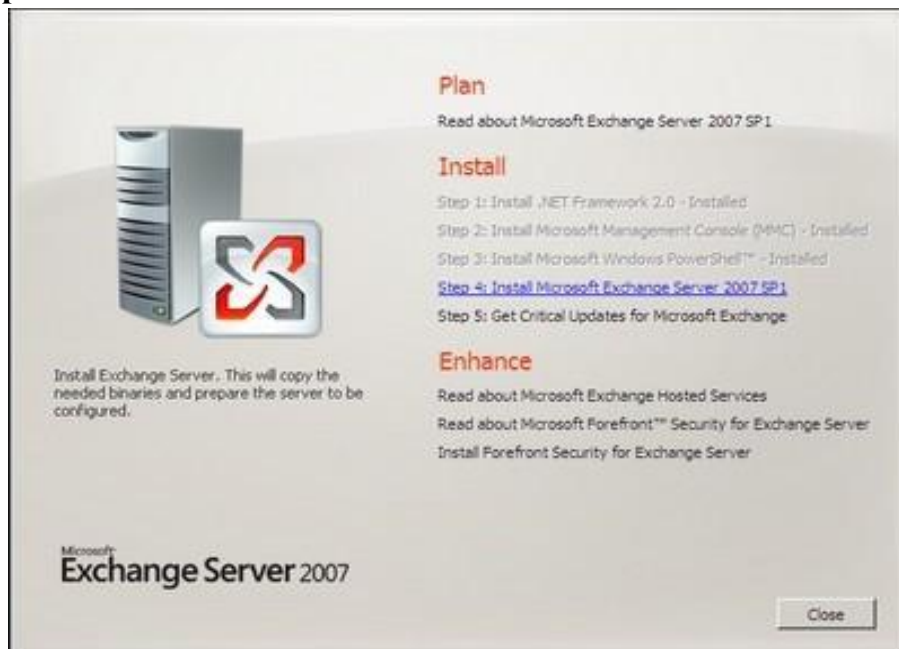 Plan
Read about Microsoft Exchange Server 2007 SP1
Install
Step 1: Install .NET Framework 2.0 - Installed
Step 2: Install Microsoft Management Console (MMC) - Installed
Step 3: Install Microsoft Windows PowerShell™ - Installed
Step 4: Install Microsoft Exchange Server 2007 SP1
Step 5: Get Critical Updates for Microsoft Exchange
Enhance
Read about Microsoft Exchange Hosted Services
Read about Microsoft Forefront™ Security for Exchange Server
Install Forefront Security for Exchange Server
Install Exchange Server. This will copy the
needed binaries and prepare the server to be
configured.
Microsoft
Exchange Server 2007
Close